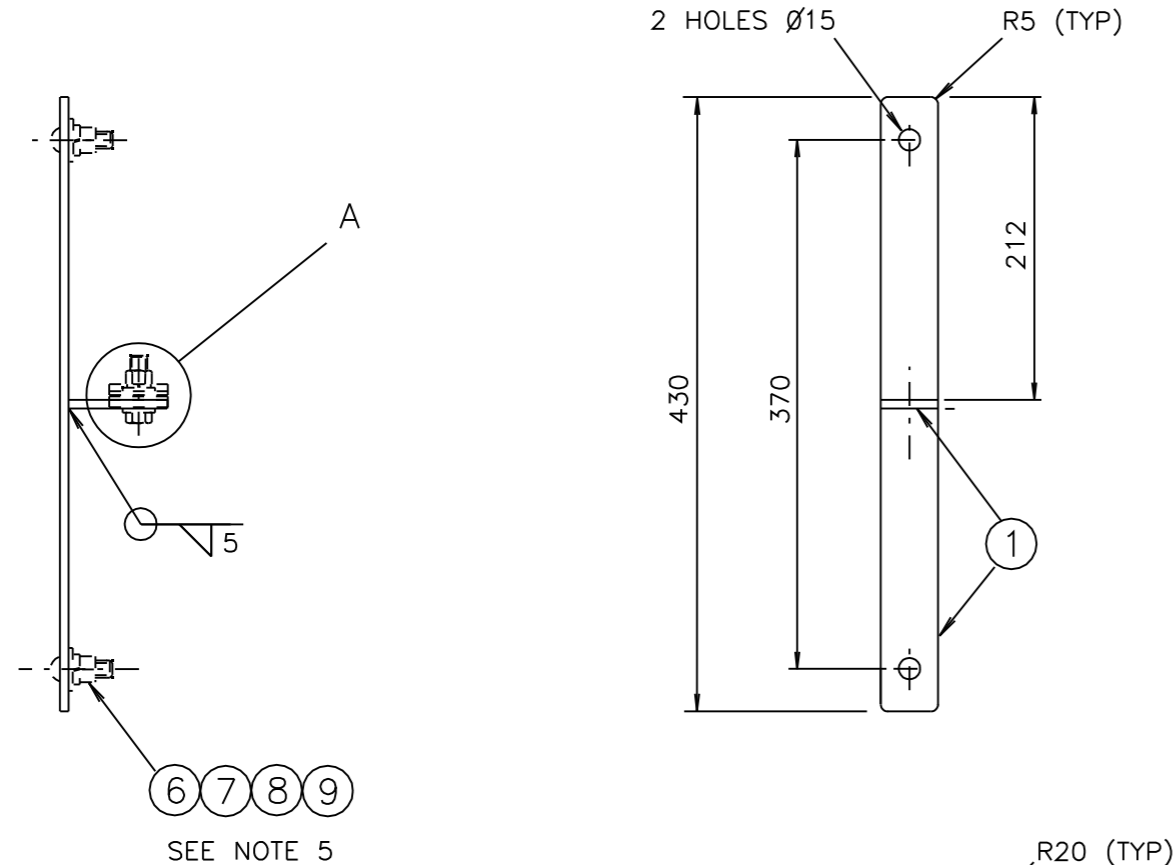 2 HOLES Ø15
R5 (TYP)
A
212
430
370
5
1
6 7 8 9
SEE NOTE 5
R20 (TYP)